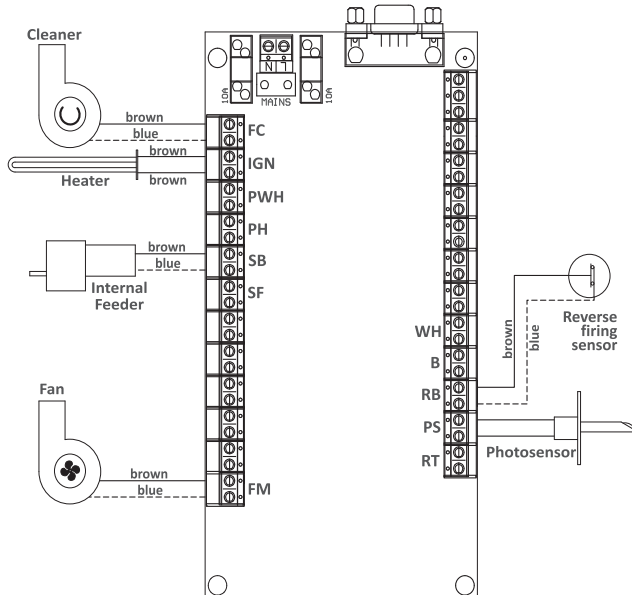 Cleaner
brown
blue
brown
Heater
brown
brown
blue
Internal
Feeder
Fan
brown
blue
10A
N L
MAINS
10A
FC
IGN
PWH
PH
SB
SF
FM
WH
B
RB
PS
RT
brown
blue
Reverse
firing
sensor
Photosensor